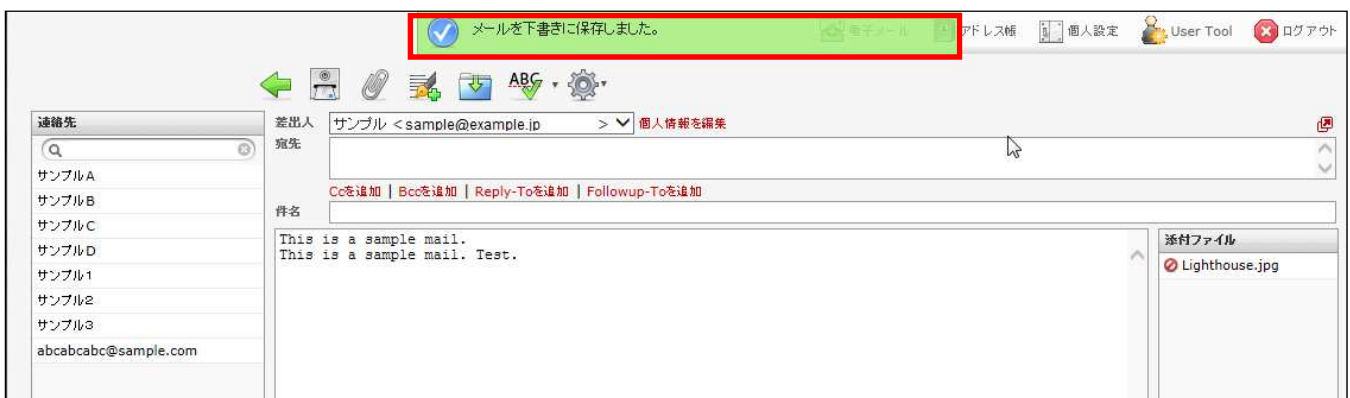 メールを下書きに保存しました。
電子メール アドレス帳 個人設定 User Tool ログアウト
ABC
連絡先
サンプルA
サンプルB
サンプルC
サンプルD
サンプル1
サンプル2
サンプル3
abcabcabc@sample.com
差出人 サンプル <sample@example.jp > 個人情報を編集
宛先
Ccを追加 | Bccを追加 | Reply-Toを追加 | Followup-Toを追加
件名
This is a sample mail.
This is a sample mail. Test.
添付ファイル
Lighthouse.jpg